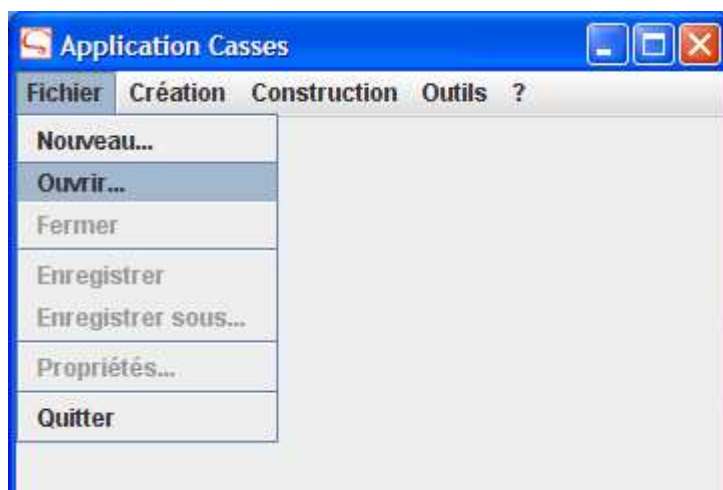 Application Casses
Fichier Création Construction Outils ?
Nouveau...
Ouvrir...
Fermer
Enregistrer
Enregistrer sous...
Propriétés...
Quitter